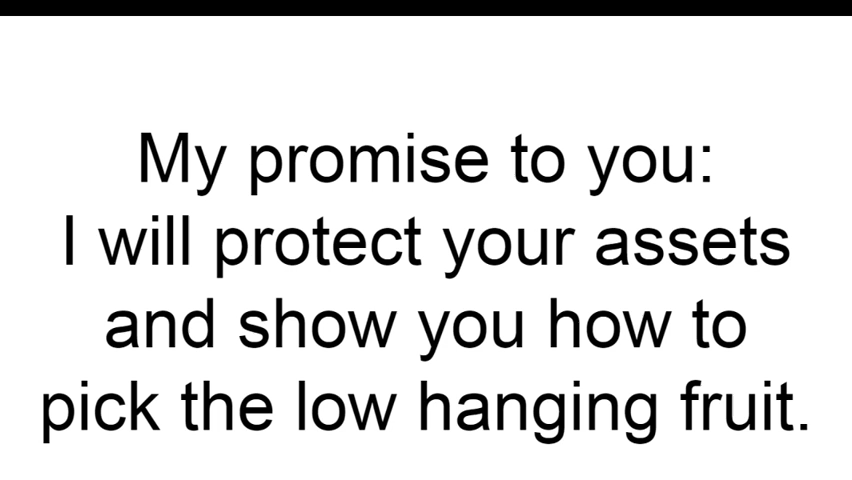 My promise to you:
I will protect your assets
and show you how to
pick the low hanging fruit.